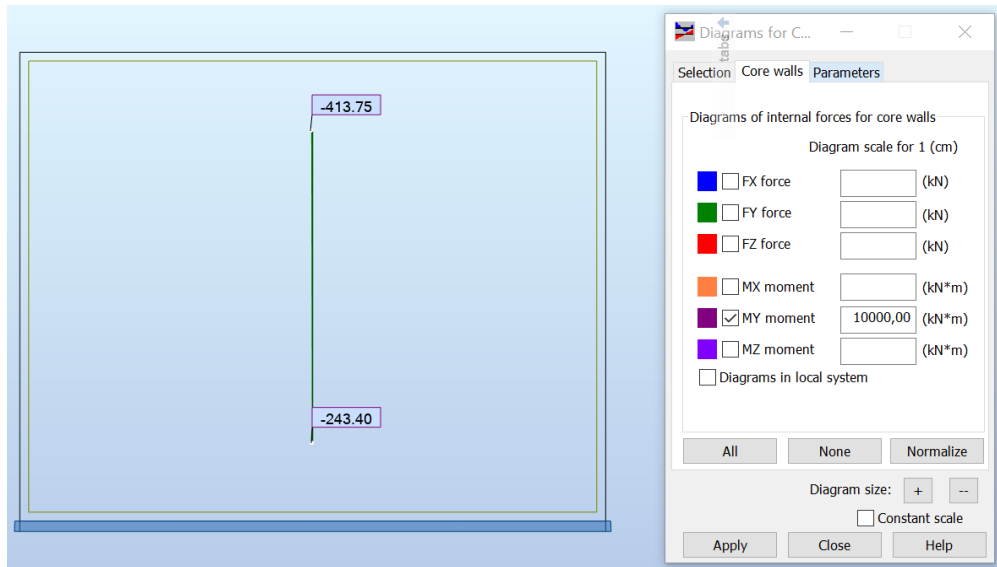 -413.75
-243.40
Diagrams for C...
tabs
Selection Core walls Parameters
Diagrams of internal forces for core walls
Diagram scale for 1 (cm)
FX force (kN)
FY force (kN)
FZ force (kN)
MX moment (kN*m)
MY moment 10000,00 (kN*m)
MZ moment (kN*m)
Diagrams in local system
All None Normalize
Diagram size: + --
Constant scale
Apply Close Help